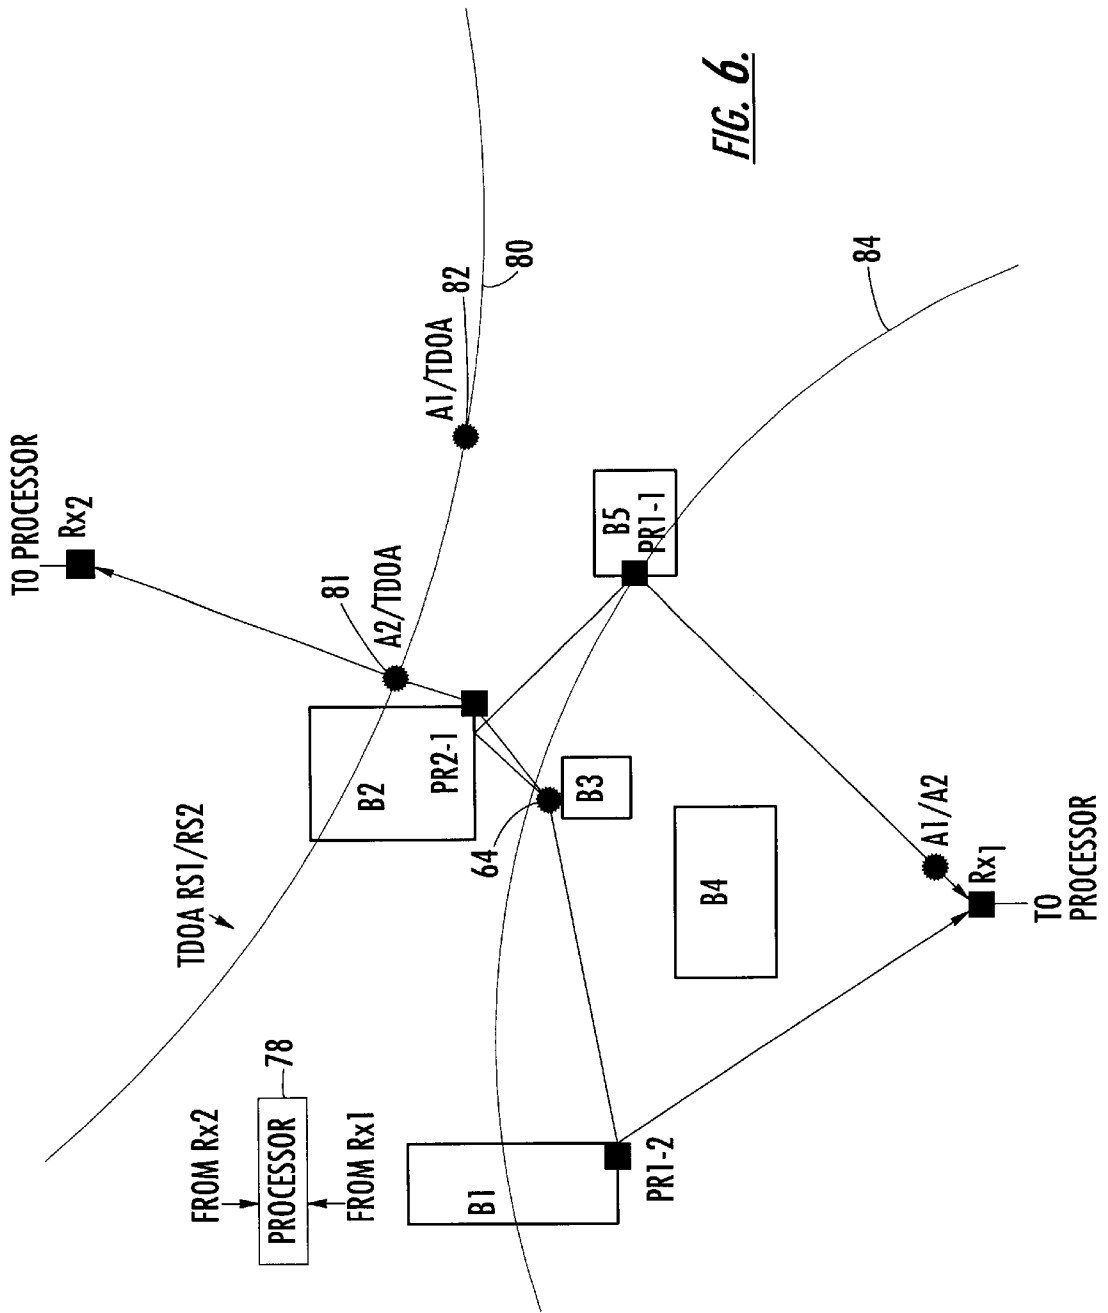 TO PROCESSOR
Rx2
FROM Rx2
PROCESSOR
78
FROM Rx1
TDOA RS1/RS2
81
A2/TDOA
A1/TDOA
82
80
B1
PR1-2
B2
PR2-1
64
B3
B4
B5
PR1-1
84
A1/A2
Rx1
TO
PROCESSOR
FIG. 6.